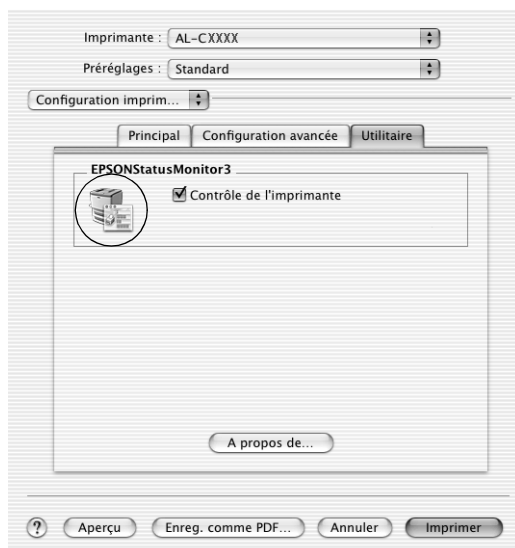 Imprimante : AL-CXXXX
Préréglages : Standard
Configuration imprim...
Principal Configuration avancée Utilitaire
EPSONStatusMonitor3
Contrôle de l'imprimante
A propos de...
? Aperçu Enreg. comme PDF... Annuler Imprimer